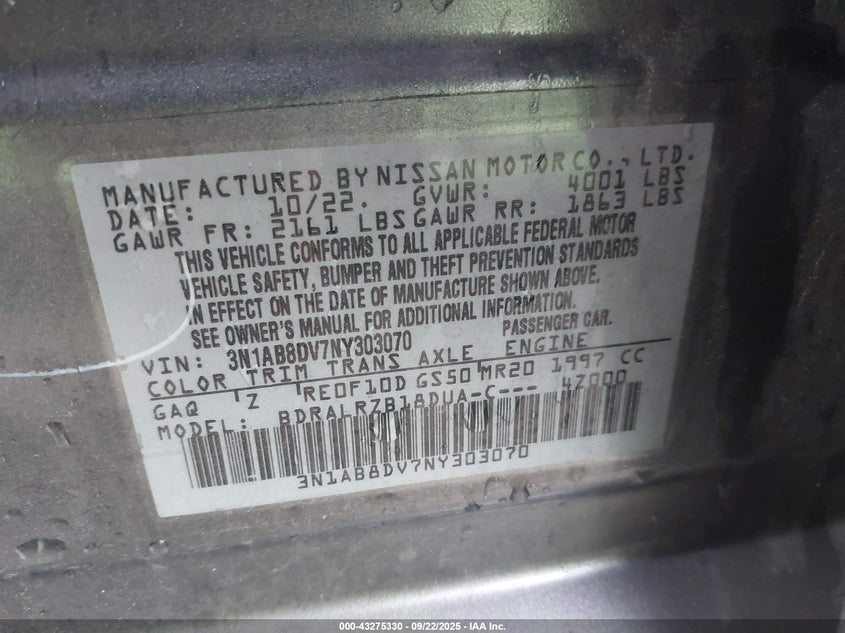 MANUFACTURED BY NISSAN MOTOR CO., LTD.
DATE: 10/22. GVWR: 4001 LBS
GAWR FR: 2161 LBS GAWR RR: 1863 LBS
THIS VEHICLE CONFORMS TO ALL APPLICABLE FEDERAL MOTOR
VEHICLE SAFETY, BUMPER AND THEFT PREVENTION STANDARDS
IN EFFECT ON THE DATE OF MANUFACTURE SHOWN ABOVE.
SEE OWNER'S MANUAL FOR ADDITIONAL INFORMATION.
VIN: 3N1AB8DV7NY303070 PASSENGER CAR.
COLOR TRIM TRANS AXLE ENGINE
GAQ Z RE0F10D GS50 MR20 1997 CC
MODEL: BDRALRZB18DUA-C--- 4Z000
3N1AB8DV7NY303070
000-43275330 - 09/22/2025 - IAA Inc.